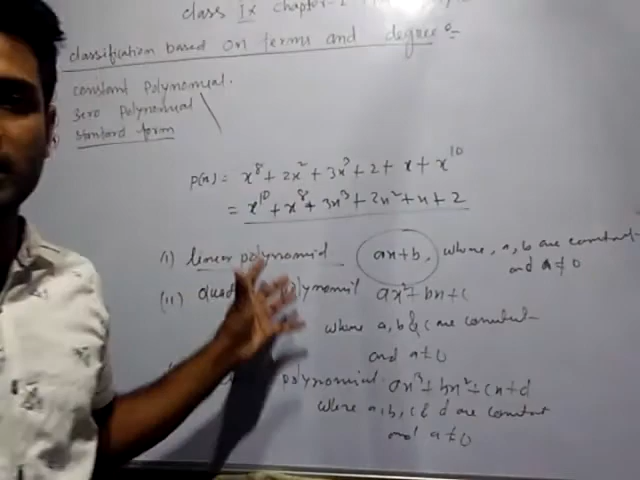 class IX Chapter-2
classification based on terms and degree :-
constant Polynomial.
zero Polynomial
standard form
p(x) = x⁸ + 2x² + 3x³ + 2 + x + x¹⁰
= x¹⁰ + x⁸ + 3x³ + 2x² + x + 2
(i) linear polynomial ax+b, where, a, b are constant
and a ≠ 0
(ii) polynomial ax² + bx + c
where a, b & c are constant
and a ≠ 0
polynomial. ax³ + bx² + cx + d
where a, b, c & d are constant
and a ≠ 0